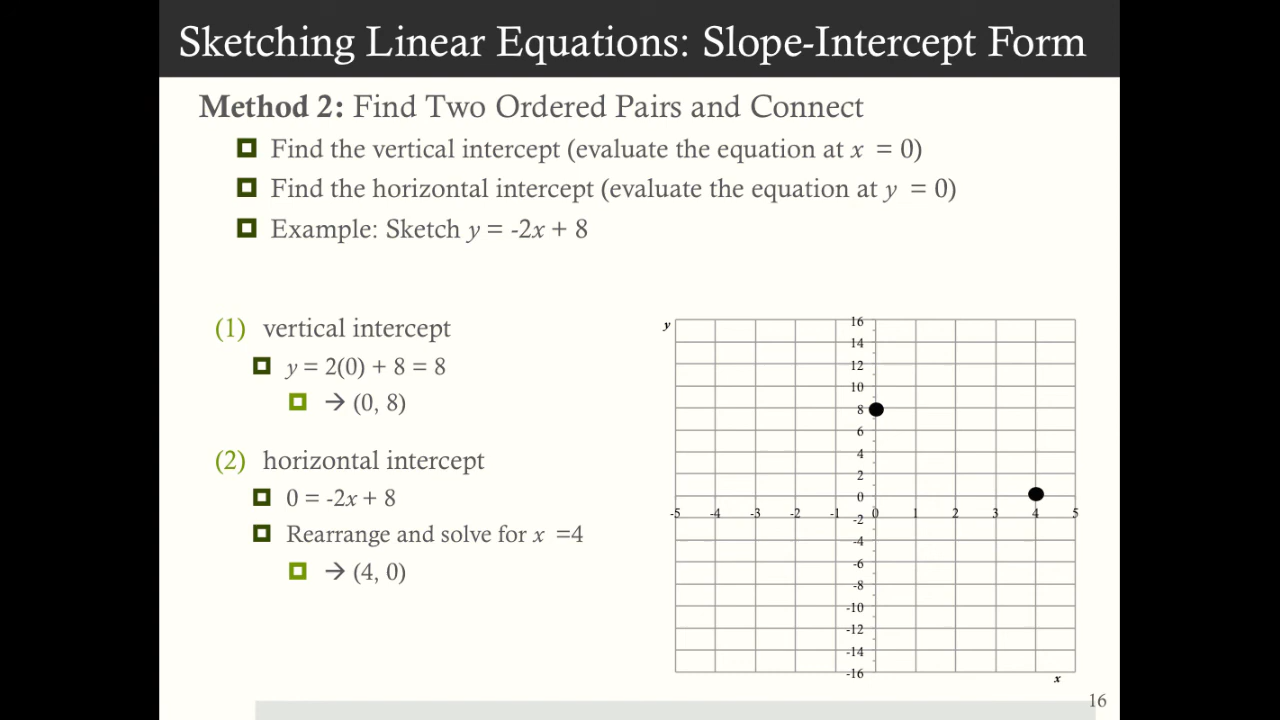 Sketching Linear Equations: Slope-Intercept Form
Method 2: Find Two Ordered Pairs and Connect
Find the vertical intercept (evaluate the equation at x = 0)
Find the horizontal intercept (evaluate the equation at y = 0)
Example: Sketch y = -2x + 8
(1) vertical intercept
y = 2(0) + 8 = 8
→ (0, 8)
(2) horizontal intercept
0 = -2x + 8
Rearrange and solve for x =4
→ (4, 0)
y
16
14
12
10
8
6
4
2
0
-5 -4 -3 -2 -1 0 1 2 3 4 5
-2
-4
-6
-8
-10
-12
-14
-16
x
16